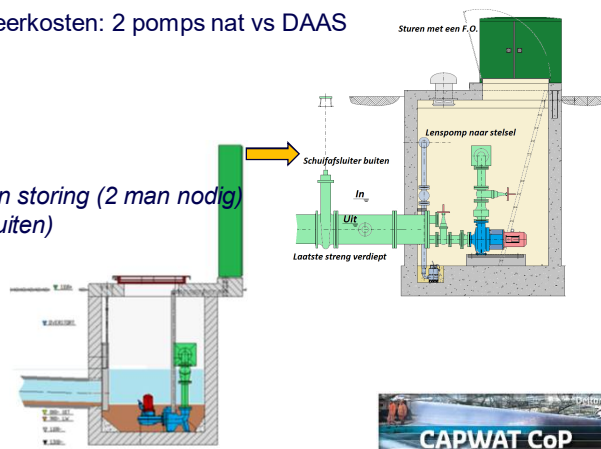 eerkosten: 2 pomps nat vs DAAS
Sturen met een F.O.
Lenspomp naar stelsel
Schuifafsluiter buiten
n storing (2 man nodig)
uiten)
In
Uit
Laatste streng verdiept
CAPWAT CoP